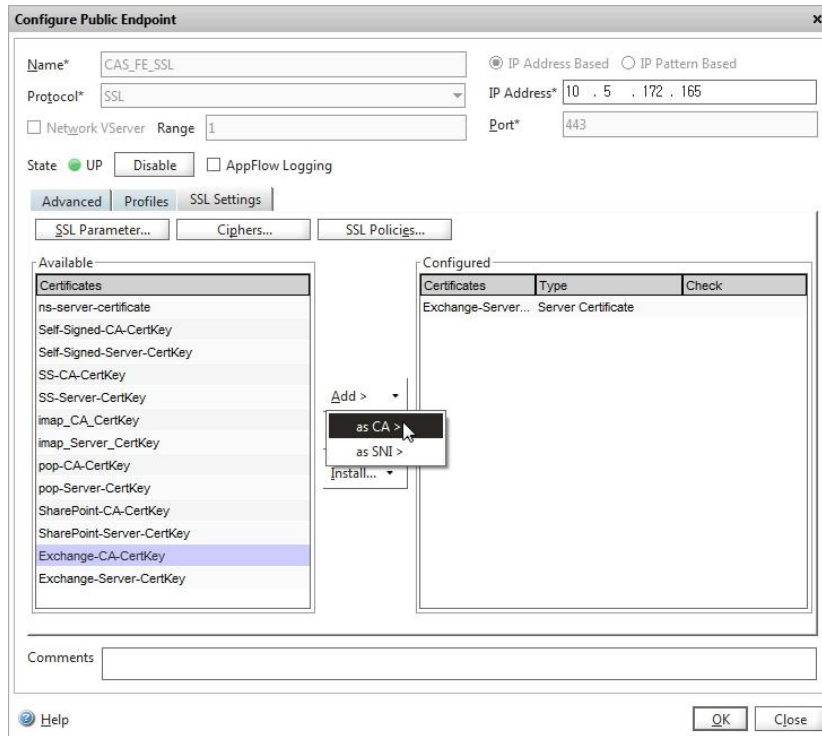 Configure Public Endpoint
x
Name* CAS_FE_SSL
IP Address Based IP Pattern Based
Protocol* SSL
IP Address* 10 . 5 . 172 . 165
Network VServer Range 1
Port* 443
State UP Disable AppFlow Logging
Advanced Profiles SSL Settings
SSL Parameter... Ciphers... SSL Policies...
Available
Certificates
ns-server-certificate
Self-Signed-CA-CertKey
Self-Signed-Server-CertKey
SS-CA-CertKey
SS-Server-CertKey
imap_CA_CertKey
imap_Server_CertKey
pop-CA-CertKey
pop-Server-CertKey
SharePoint-CA-CertKey
SharePoint-Server-CertKey
Exchange-CA-CertKey
Exchange-Server-CertKey
Add >
as CA >
as SNI >
Install...
Configured
Certificates Type Check
Exchange-Server... Server Certificate
Comments
Help
OK Close